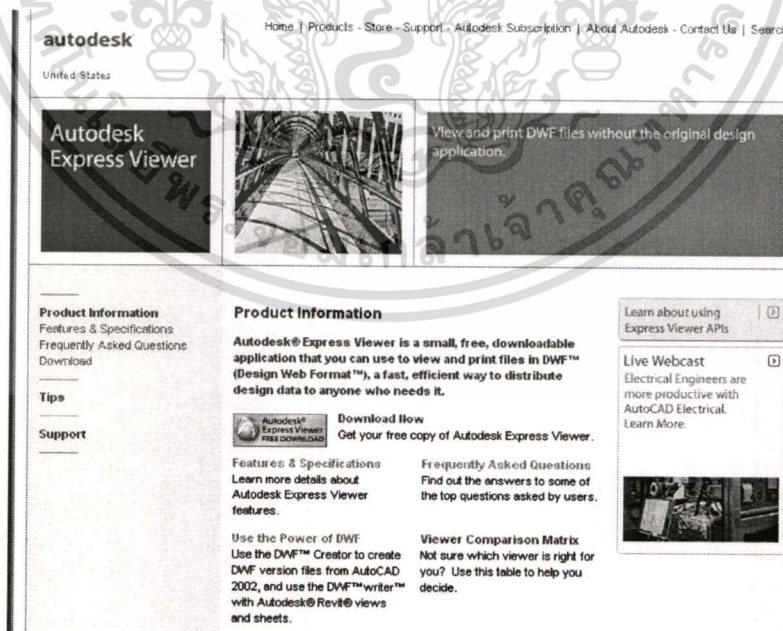 autodesk
Home | Products - Store - Support - Autodesk Subscription | About Autodesk - Contact Us | Search
United States
Autodesk
Express Viewer
View and print DWF files without the original design
application.
Product Information
Features & Specifications
Frequently Asked Questions
Download
Tips
Support
Product Information
Autodesk® Express Viewer is a small, free, downloadable
application that you can use to view and print files in DWF™
(Design Web Format™), a fast, efficient way to distribute
design data to anyone who needs it.
Autodesk®
Express Viewer
FREE DOWNLOAD
Download Now
Get your free copy of Autodesk Express Viewer.
Features & Specifications
Learn more details about
Autodesk Express Viewer
features.
Frequently Asked Questions
Find out the answers to some of
the top questions asked by users.
Use the Power of DWF
Use the DWF™ Creator to create
DWF version files from AutoCAD
2002, and use the DWF™writer™
with Autodesk® Revit® views
and sheets.
Viewer Comparison Matrix
Not sure which viewer is right for
you? Use this table to help you
decide.
Learn about using
Express Viewer APIs
Live Webcast
Electrical Engineers are
more productive with
AutoCAD Electrical.
Learn More.